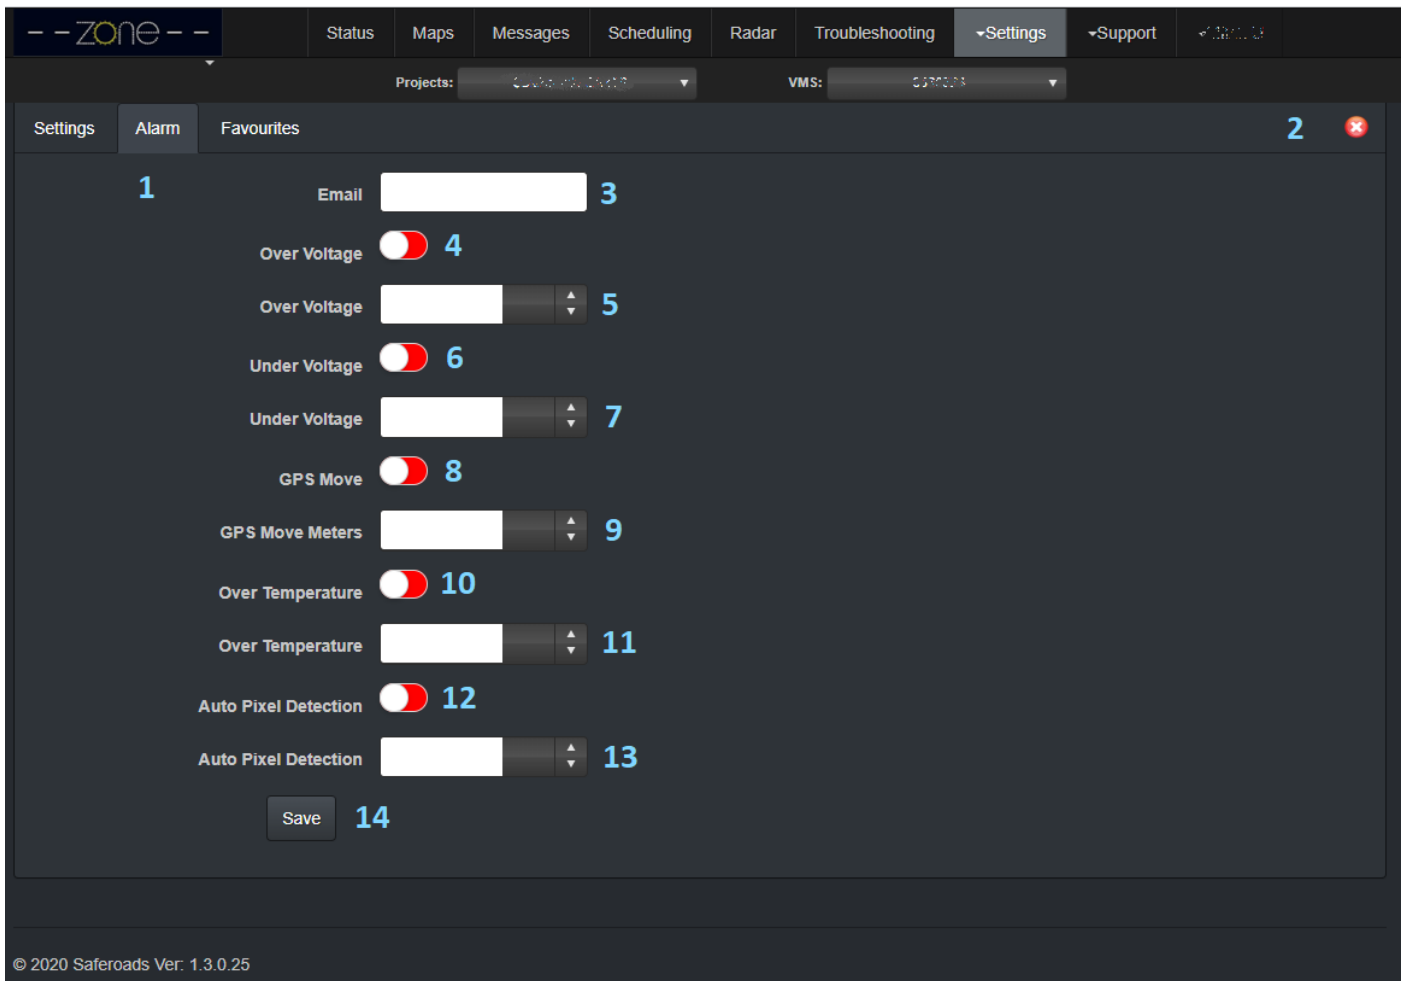 --zone--
Status Maps Messages Scheduling Radar Troubleshooting Settings Support
Projects: VMS:
Settings Alarm Favourites 2
1 Email 3
Over Voltage 4
Over Voltage 5
Under Voltage 6
Under Voltage 7
GPS Move 8
GPS Move Meters 9
Over Temperature 10
Over Temperature 11
Auto Pixel Detection 12
Auto Pixel Detection 13
Save 14
© 2020 Saferoads Ver: 1.3.0.25